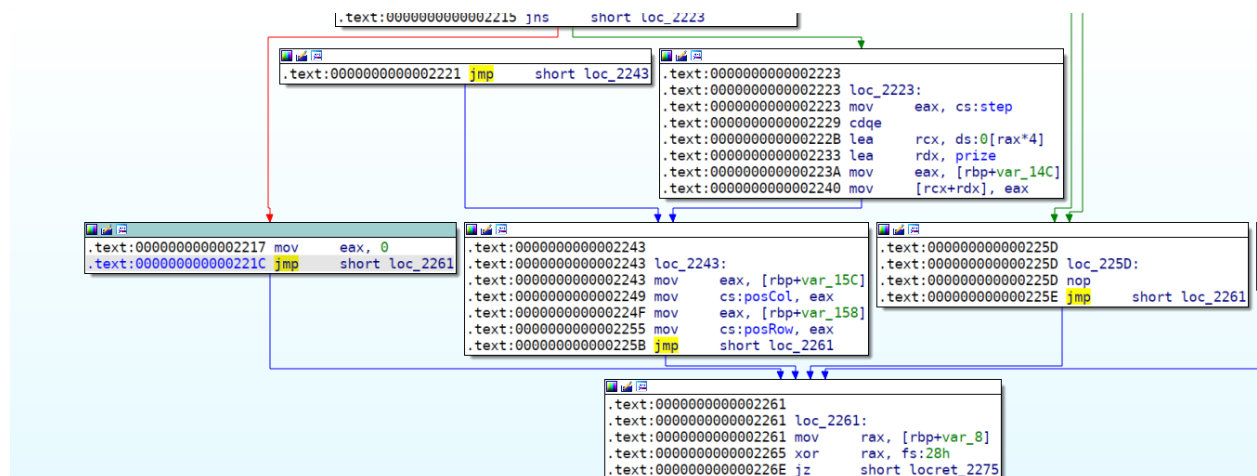 .text:0000000000002215 jns     short loc_2223
.text:0000000000002221 jmp     short loc_2243
.text:0000000000002223
.text:0000000000002223 loc_2223:
.text:0000000000002223 mov     eax, cs:step
.text:0000000000002229 cdqe
.text:000000000000222B lea     rcx, ds:0[rax*4]
.text:0000000000002233 lea     rdx, prize
.text:000000000000223A mov     eax, [rbp+var_14C]
.text:0000000000002240 mov     [rcx+rdx], eax
.text:0000000000002217 mov     eax, 0
.text:000000000000221C jmp     short loc_2261
.text:0000000000002243
.text:0000000000002243 loc_2243:
.text:0000000000002243 mov     eax, [rbp+var_15C]
.text:0000000000002249 mov     cs:posCol, eax
.text:000000000000224F mov     eax, [rbp+var_158]
.text:0000000000002255 mov     cs:posRow, eax
.text:000000000000225B jmp     short loc_2261
.text:000000000000225D
.text:000000000000225D loc_225D:
.text:000000000000225D nop
.text:000000000000225E jmp     short loc_2261
.text:0000000000002261
.text:0000000000002261 loc_2261:
.text:0000000000002261 mov     rax, [rbp+var_8]
.text:0000000000002265 xor     rax, fs:28h
.text:000000000000226E jz      short locret_2275